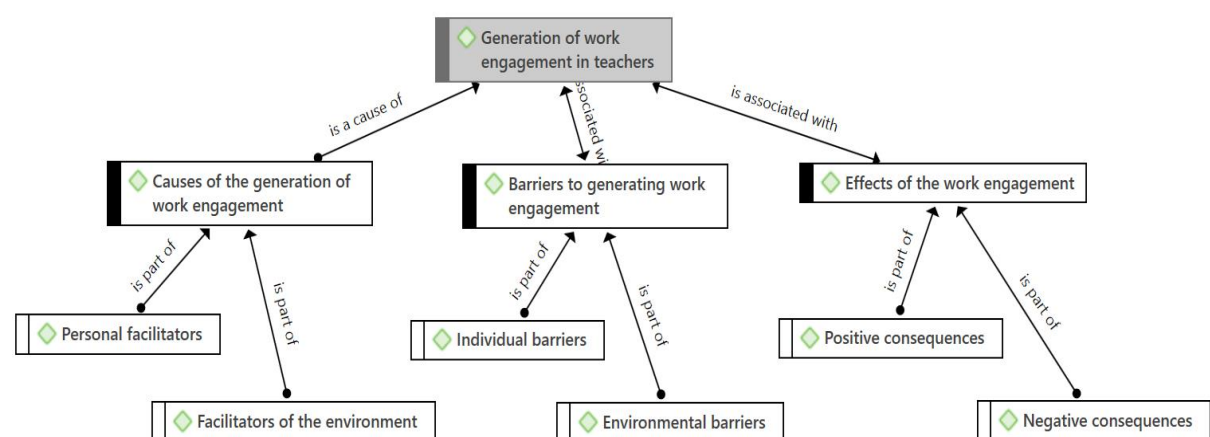 Generation of work
engagement in teachers
is a cause of
is associated with
Causes of the generation of
work engagement
Barriers to generating work
engagement
Effects of the work engagement
is part of
is part of
is part of
is part of
is part of
is part of
Personal facilitators
Individual barriers
Positive consequences
Facilitators of the environment
Environmental barriers
Negative consequences